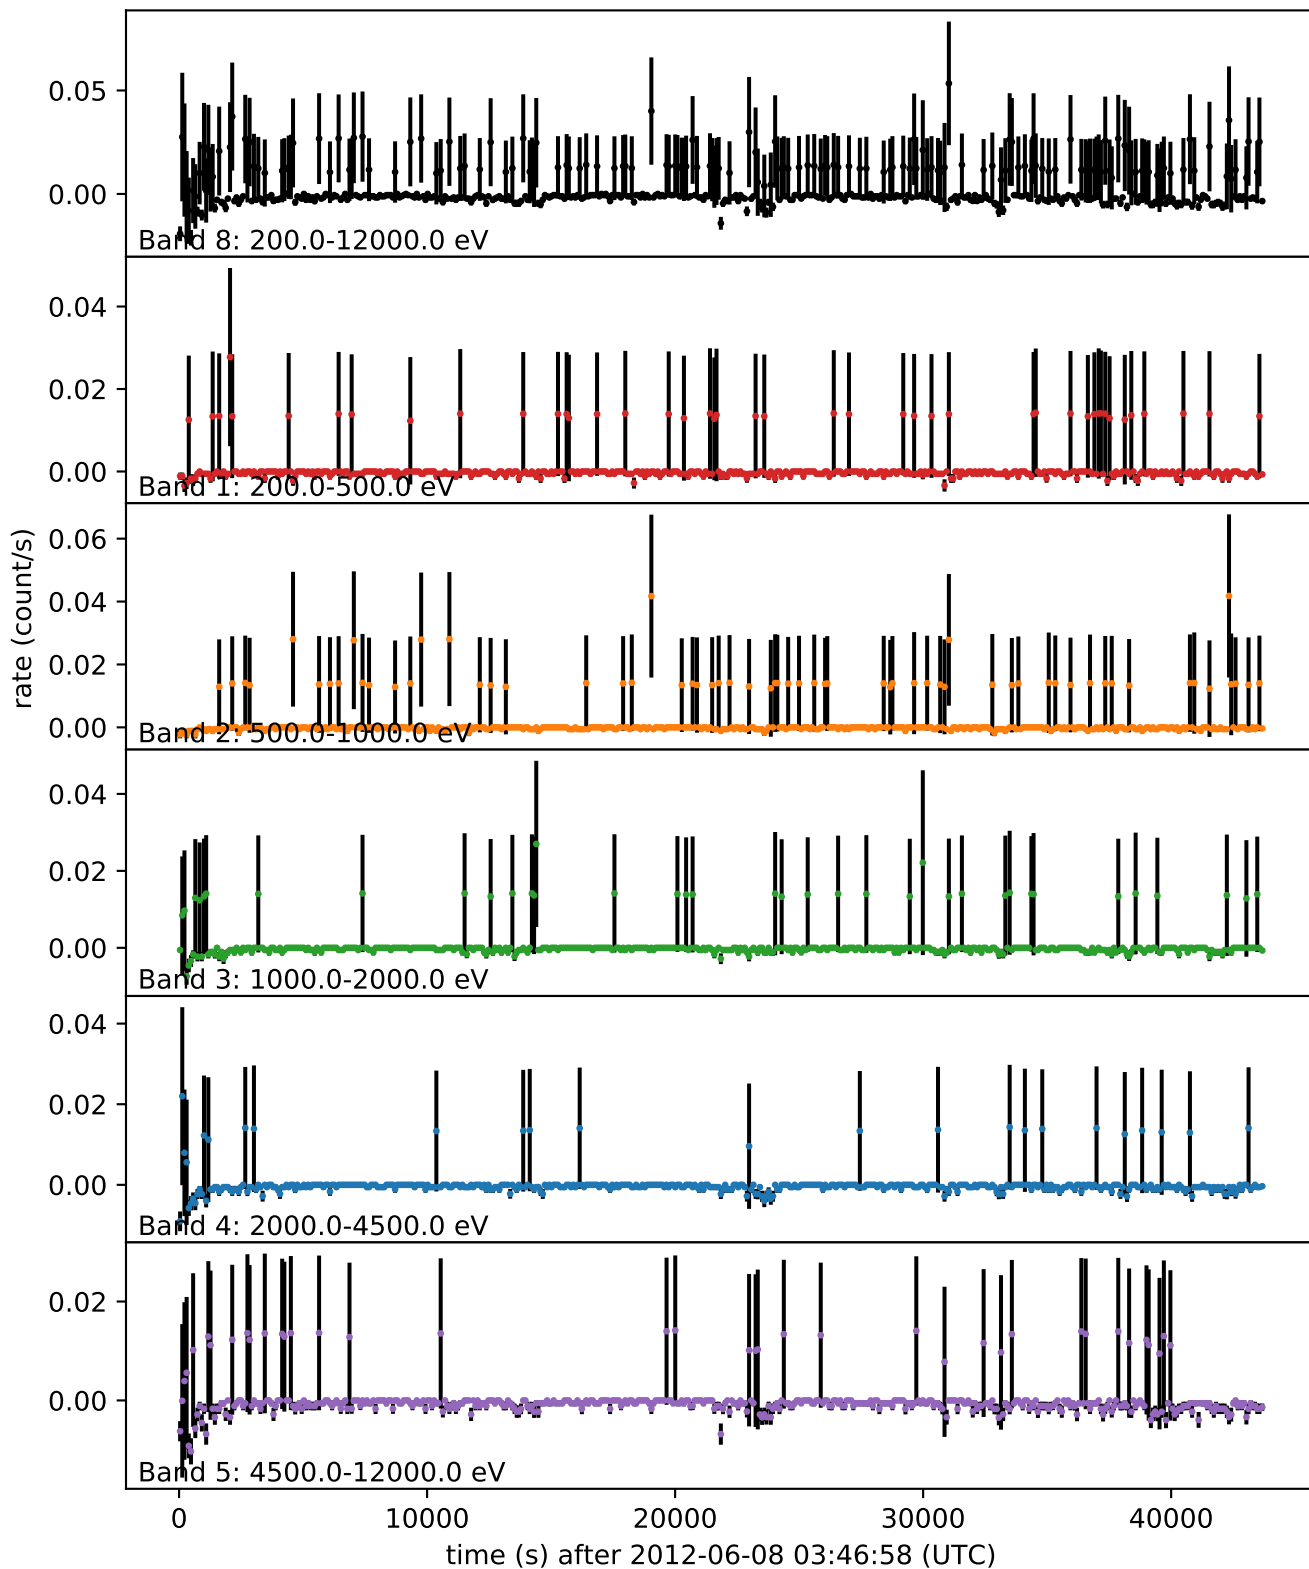 0.05
0.00
Band 8: 200.0-12000.0 eV
0.04
0.02
0.00
Band 1: 200.0-500.0 eV
0.06
0.04
0.02
0.00
Band 2: 500.0-1000.0 eV
rate (count/s)
0.04
0.02
0.00
Band 3: 1000.0-2000.0 eV
0.04
0.02
0.00
Band 4: 2000.0-4500.0 eV
0.02
0.00
Band 5: 4500.0-12000.0 eV
0 10000 20000 30000 40000
time (s) after 2012-06-08 03:46:58 (UTC)